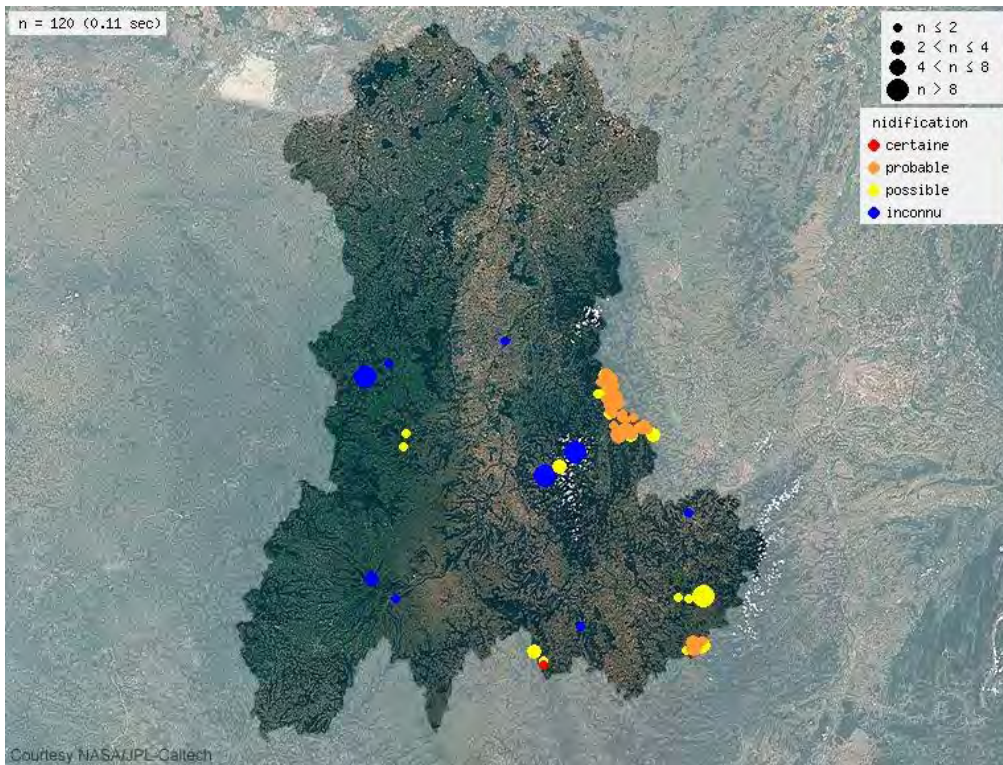 n = 120 (0.11 sec)
n ≤ 2
2 < n ≤ 4
4 < n ≤ 8
n > 8
nidification
certaine
probable
possible
inconnu
Courtesy NASA/JPL-Caltech